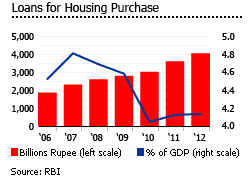 Loans for Housing Purchase
5,000 5.0
4,000 4.8
3,000 4.6
2,000 4.4
1,000 4.2
0 4.0
'06 '07 '08 '09 '10 '11 '12
Billions Rupee (left scale) % of GDP (right scale)
Source: RBI